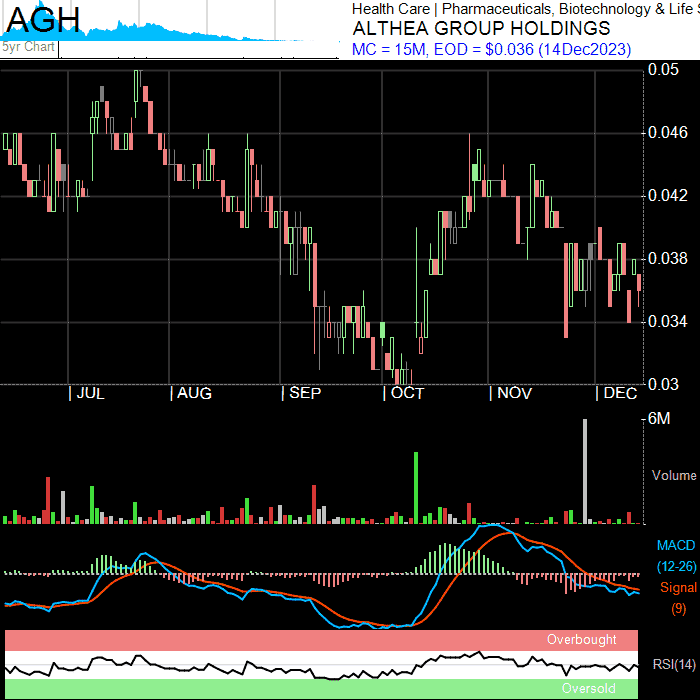 AGH
5yr Chart
Health Care | Pharmaceuticals, Biotechnology & Life
ALTHEA GROUP HOLDINGS
MC = 15M, EOD = $0.036 (14Dec2023)
0.05
0.046
0.042
0.038
0.034
0.03
JUL AUG SEP OCT NOV DEC
6M
Volume
MACD
(12-26)
Signal
(9)
Overbought
RSI(14)
Oversold